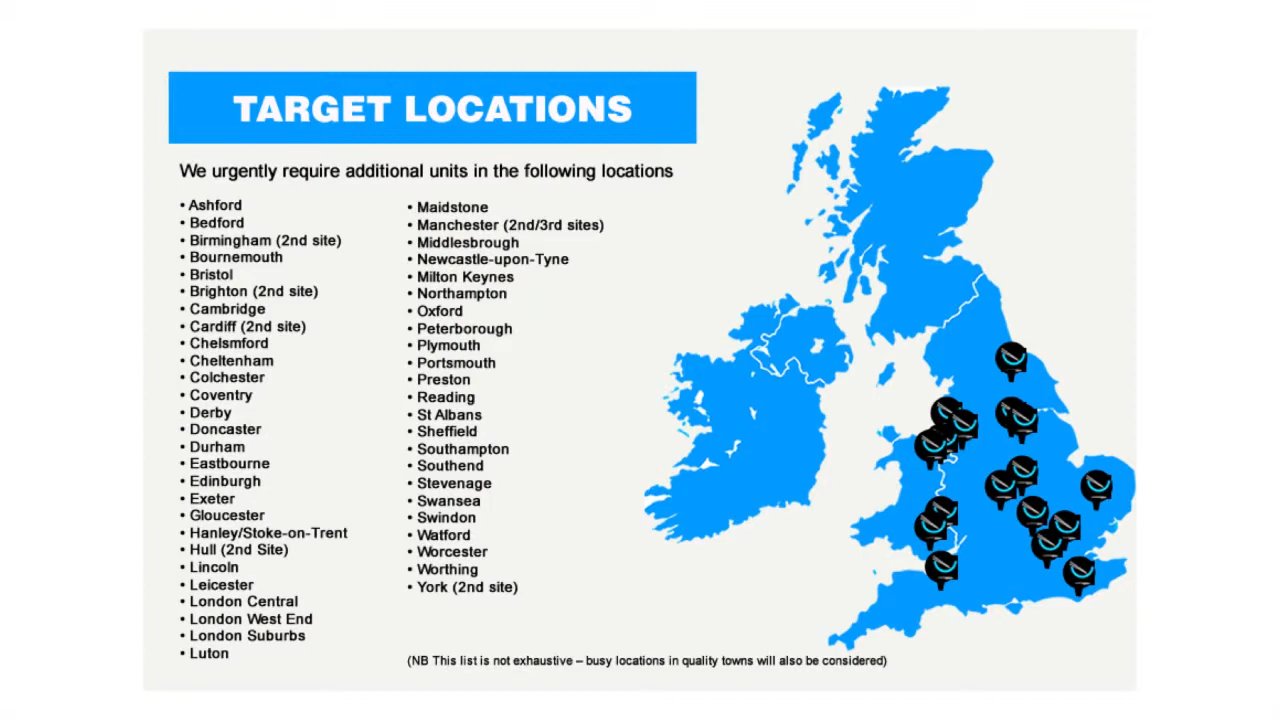 TARGET LOCATIONS
We urgently require additional units in the following locations
• Ashford
• Bedford
• Birmingham (2nd site)
• Bournemouth
• Bristol
• Brighton (2nd site)
• Cambridge
• Cardiff (2nd site)
• Chelsmford
• Cheltenham
• Colchester
• Coventry
• Derby
• Doncaster
• Durham
• Eastbourne
• Edinburgh
• Exeter
• Gloucester
• Hanley/Stoke-on-Trent
• Hull (2nd Site)
• Lincoln
• Leicester
• London Central
• London West End
• London Suburbs
• Luton
• Maidstone
• Manchester (2nd/3rd sites)
• Middlesbrough
• Newcastle-upon-Tyne
• Milton Keynes
• Northampton
• Oxford
• Peterborough
• Plymouth
• Portsmouth
• Preston
• Reading
• St Albans
• Sheffield
• Southampton
• Southend
• Stevenage
• Swansea
• Swindon
• Watford
• Worcester
• Worthing
• York (2nd site)
(NB This list is not exhaustive – busy locations in quality towns will also be considered)